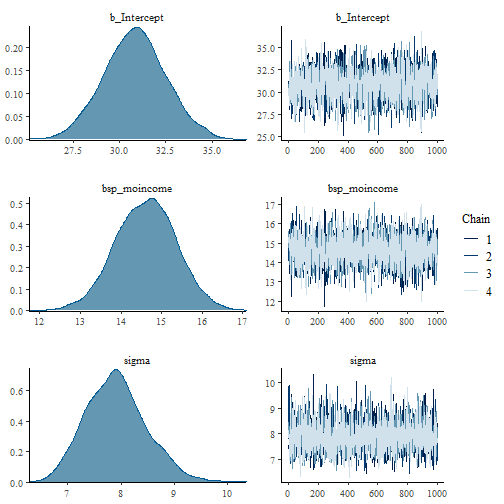 b_Intercept
0.20
0.15
0.10
0.05
0.00
27.5 30.0 32.5 35.0
b_Intercept
35.0
32.5
30.0
27.5
25.0
0 200 400 600 800 1000
bsp_moincome
0.5
0.4
0.3
0.2
0.1
0.0
12 13 14 15 16 17
bsp_moincome
17
16
15
14
13
12
0 200 400 600 800 1000
Chain
1
2
3
4
sigma
0.6
0.4
0.2
0.0
7 8 9 10
sigma
10
9
8
7
0 200 400 600 800 1000